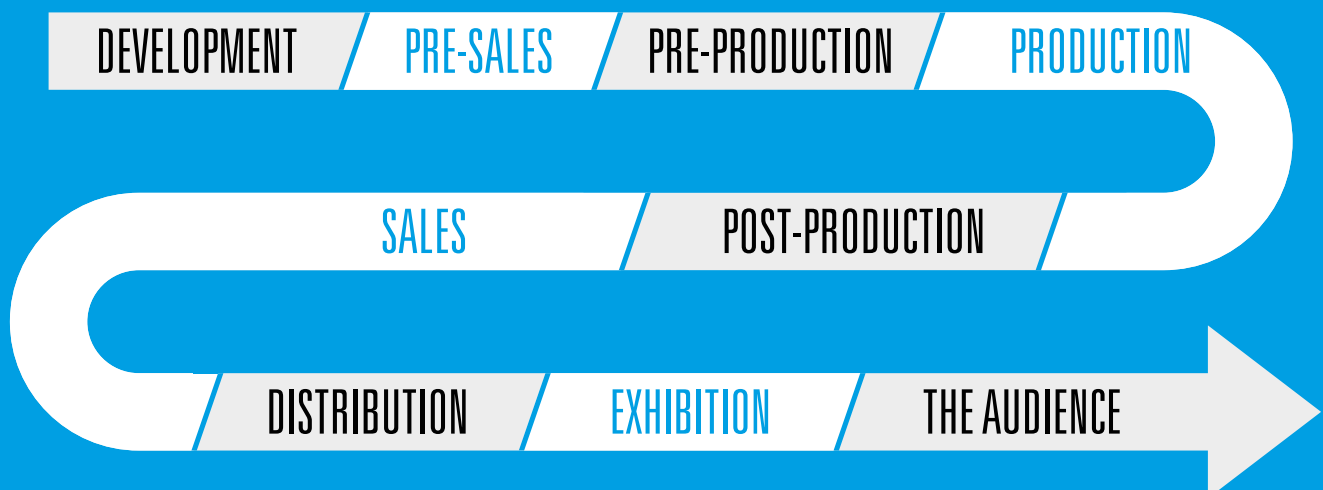 DEVELOPMENT PRE-SALES PRE-PRODUCTION PRODUCTION
SALES POST-PRODUCTION
DISTRIBUTION EXHIBITION THE AUDIENCE